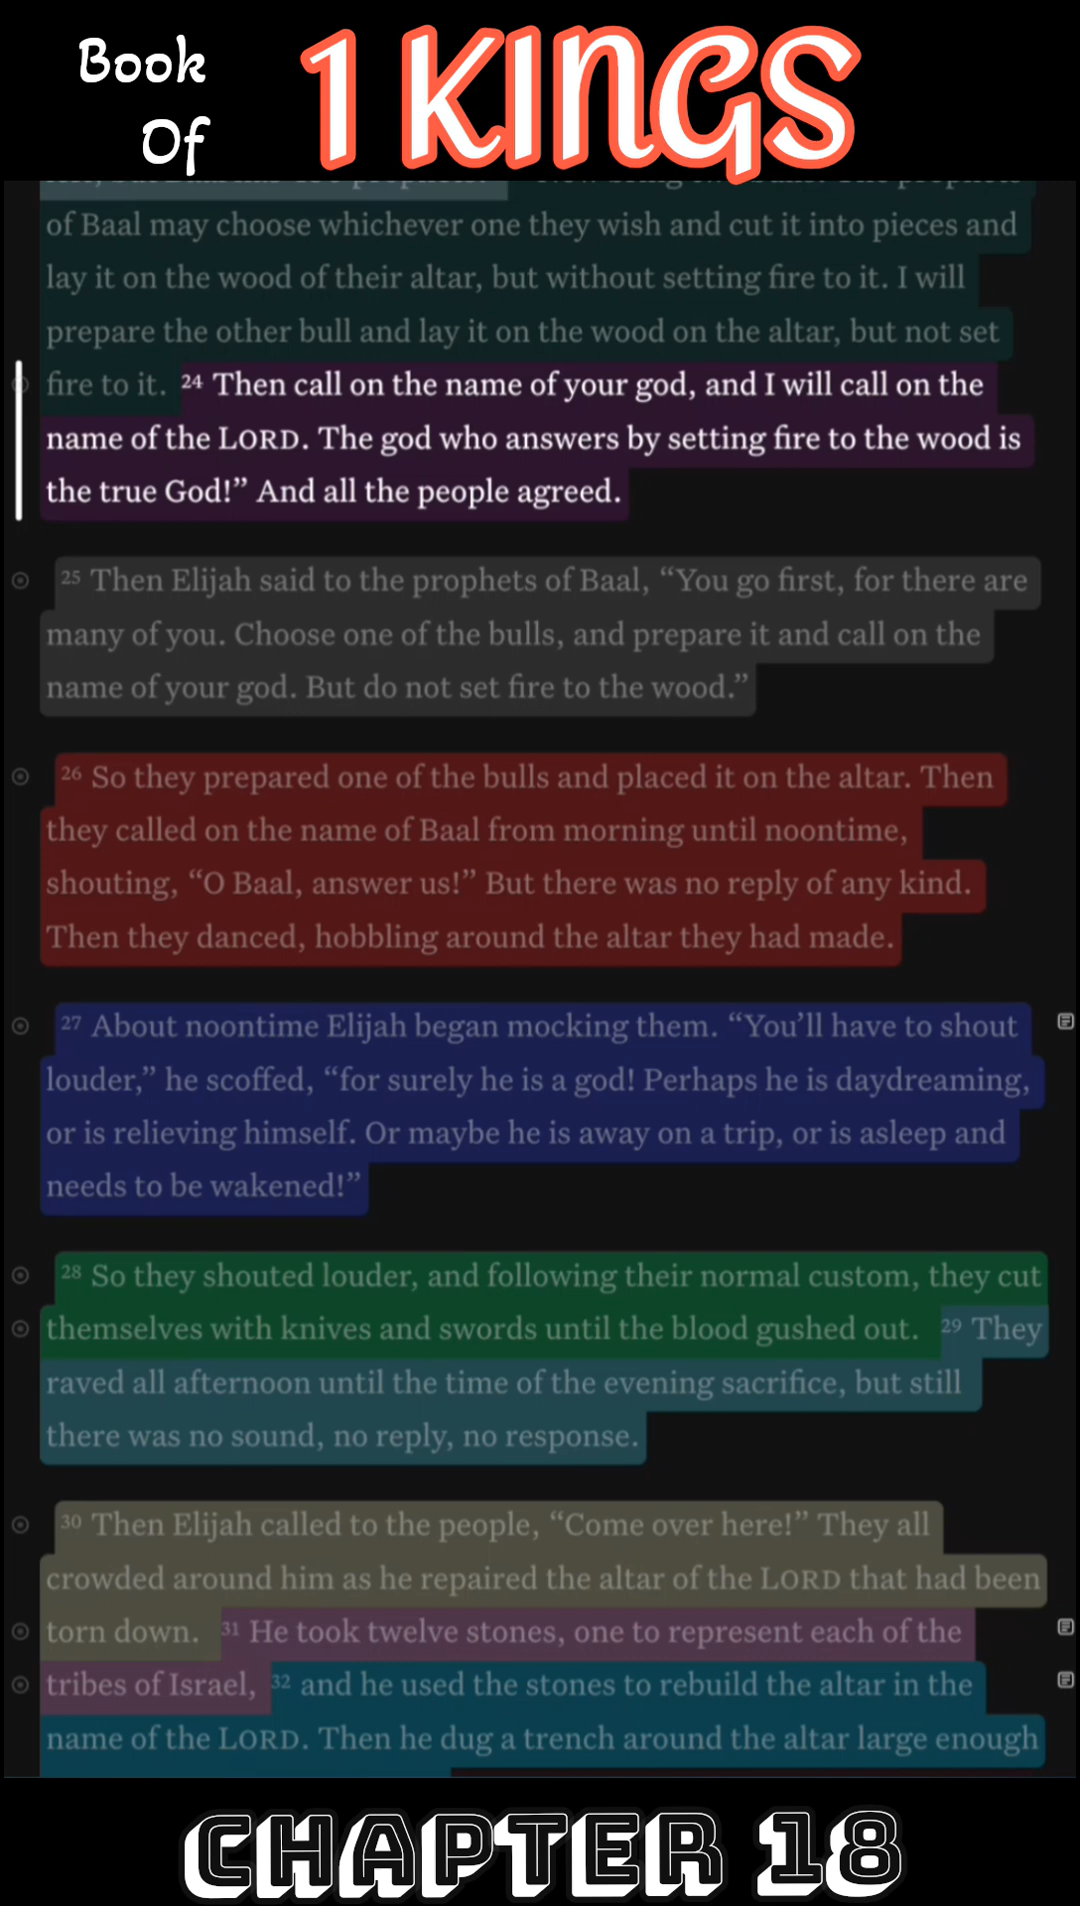 Book
Of
1 KINGS
of Baal may choose whichever one they wish and cut it into pieces and
lay it on the wood of their altar, but without setting fire to it. I will
prepare the other bull and lay it on the wood on the altar, but not set
fire to it. 24 Then call on the name of your god, and I will call on the
name of the LORD. The god who answers by setting fire to the wood is
the true God!” And all the people agreed.
25 Then Elijah said to the prophets of Baal, “You go first, for there are
many of you. Choose one of the bulls, and prepare it and call on the
name of your god. But do not set fire to the wood.”
26 So they prepared one of the bulls and placed it on the altar. Then
they called on the name of Baal from morning until noontime,
shouting, “O Baal, answer us!” But there was no reply of any kind.
Then they danced, hobbling around the altar they had made.
27 About noontime Elijah began mocking them. “You’ll have to shout
louder,” he scoffed, “for surely he is a god! Perhaps he is daydreaming,
or is relieving himself. Or maybe he is away on a trip, or is asleep and
needs to be wakened!”
28 So they shouted louder, and following their normal custom, they cut
themselves with knives and swords until the blood gushed out. 29 They
raved all afternoon until the time of the evening sacrifice, but still
there was no sound, no reply, no response.
30 Then Elijah called to the people, “Come over here!” They all
crowded around him as he repaired the altar of the LORD that had been
torn down. 31 He took twelve stones, one to represent each of the
tribes of Israel, 32 and he used the stones to rebuild the altar in the
name of the LORD. Then he dug a trench around the altar large enough
CHAPTER 18